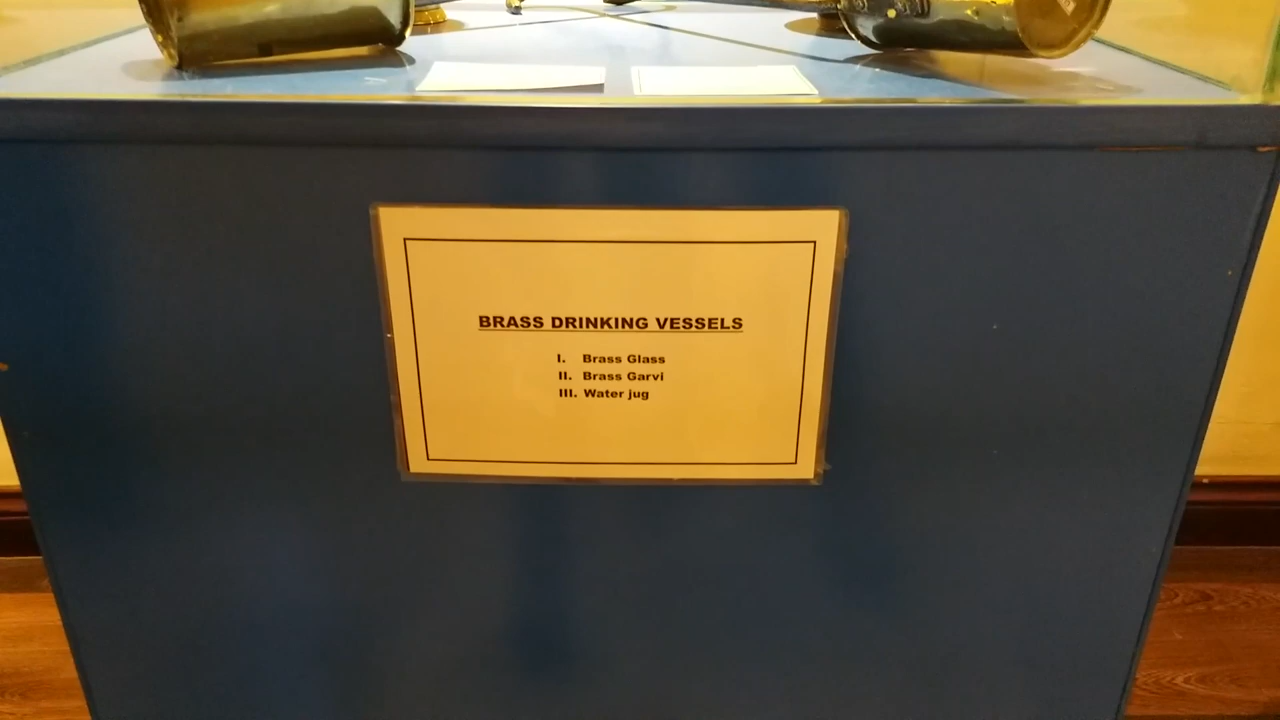 BRASS DRINKING VESSELS
I. Brass Glass
II. Brass Garvi
III. Water jug